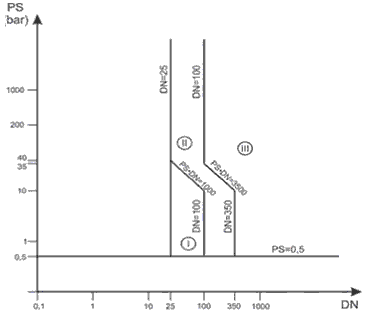 PS
(bar)
1000
200
40
35
10
1
0,5
DN=25
DN=100
II
III
PS•DN=1000
PS•DN=3500
DN=100
DN=350
I
PS=0,5
0,1
1
10
25
100
350
1000
DN